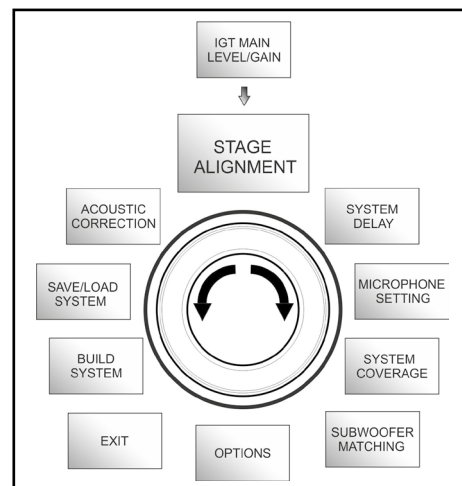 IGT MAIN
LEVEL/GAIN
STAGE
ALIGNMENT
ACOUSTIC
CORRECTION
SYSTEM
DELAY
SAVE/LOAD
SYSTEM
MICROPHONE
SETTING
BUILD
SYSTEM
SYSTEM
COVERAGE
EXIT
OPTIONS
SUBWOOFER
MATCHING